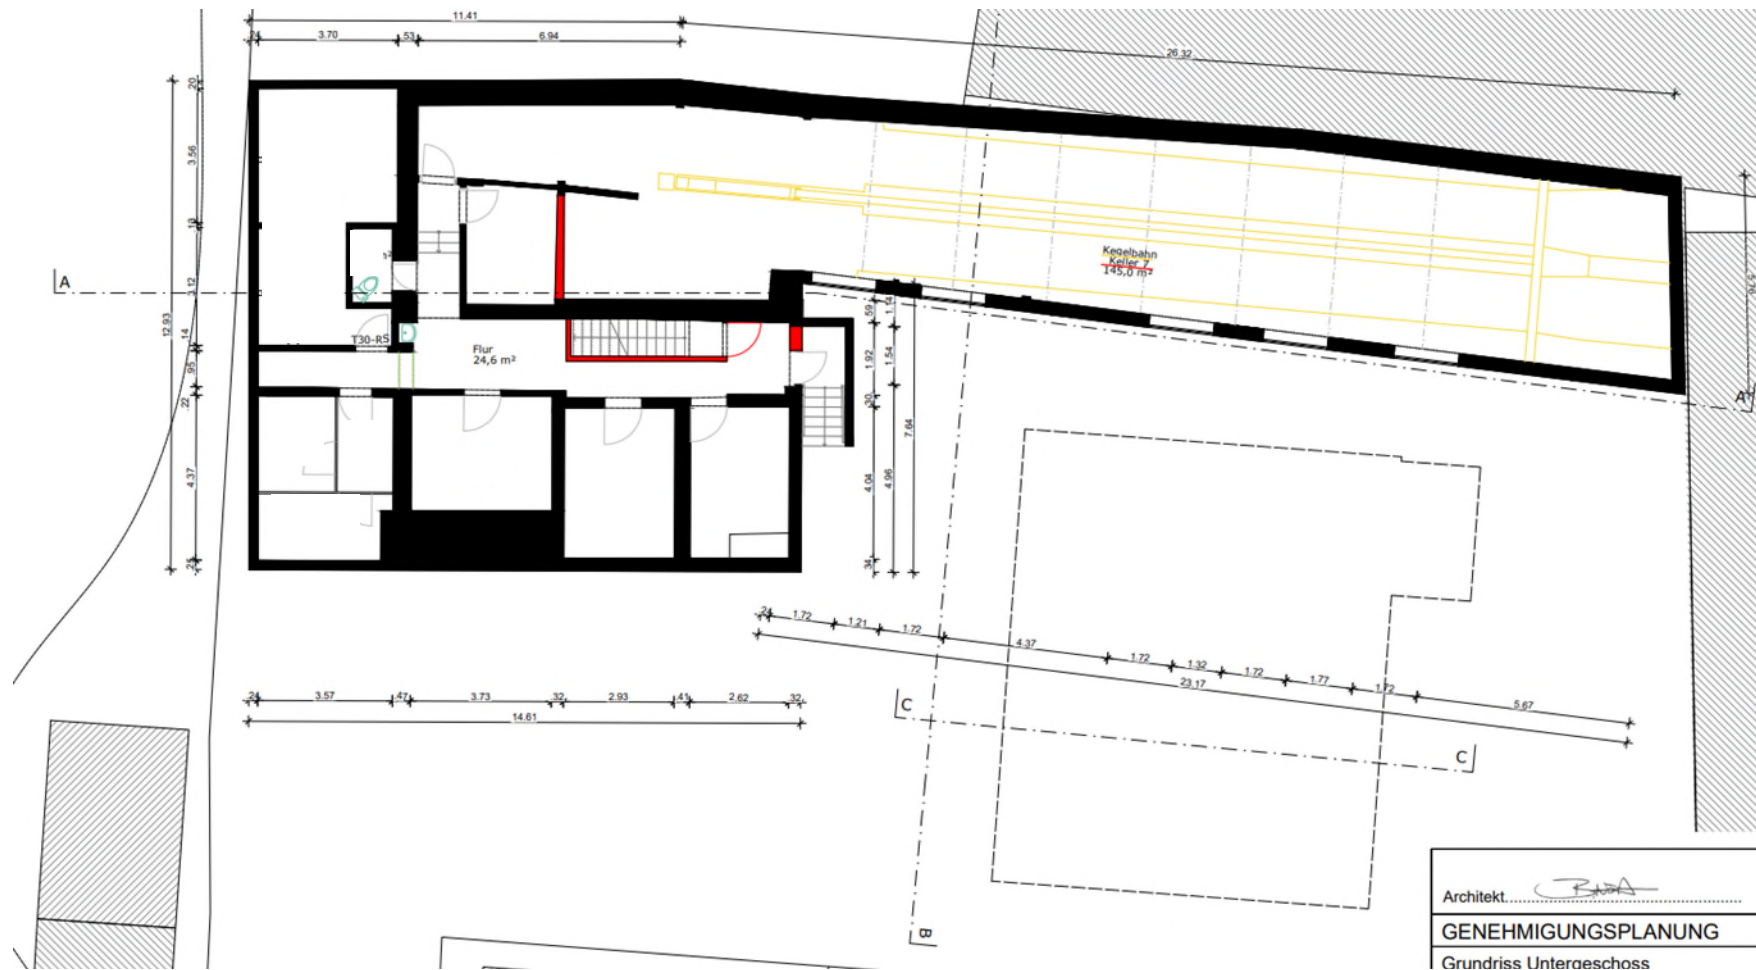 11.41
.24 3.70 .53 6.94
26.32
20
3.56
3.12
14
.95
.22
4.37
.25
12.93
A
T30-RS
Flur
24,6 m²
Kegelbahn
Keller 7
145,0 m²
5.76
A
.59 1.14
1.92 1.54
.30
7.64
4.04 4.96
34
.24 1.72 1.21 1.72 4.37 1.72 1.32 1.72 1.77 1.72 5.67
23.17
.24 3.57 .47 3.73 .32 2.93 .41 2.62 .32
14.61
C
C
B
Architekt
GENEHMIGUNGSPLANUNG
Grundriss Untergeschoss